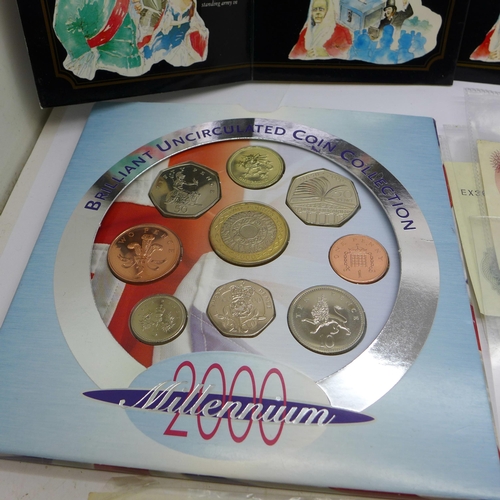 standing army in
BRILLIANT UNCIRCULATED COIN COLLECTION
2000
Millennium